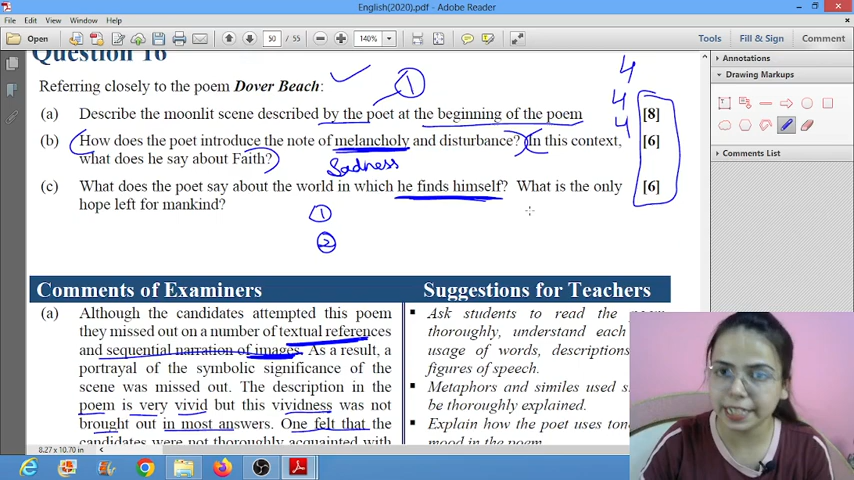 English(2020).pdf - Adobe Reader
File Edit View Window Help
Open 50 / 55 140% Tools Fill & Sign Comment
Question 16
Referring closely to the poem Dover Beach:
(a) Describe the moonlit scene described by the poet at the beginning of the poem [8]
(b) How does the poet introduce the note of melancholy and disturbance? In this context, [6]
what does he say about Faith?
Sadness
(c) What does the poet say about the world in which he finds himself? What is the only [6]
hope left for mankind?
1
1
2
4
4
4
Comments of Examiners
(a) Although the candidates attempted this poem
they missed out on a number of textual references
and sequential narration of images. As a result, a
portrayal of the symbolic significance of the
scene was missed out. The description in the
poem is very vivid but this vividness was not
brought out in most answers. One felt that the
candidates were not thoroughly acquainted with
Suggestions for Teachers
Ask students to read the
thoroughly, understand each
usage of words, descriptions
figures of speech.
Metaphors and similes used
be thoroughly explained.
Explain how the poet uses
mood in the poem.
Annotations
Drawing Markups
Comments List
8.27 x 10.70 in